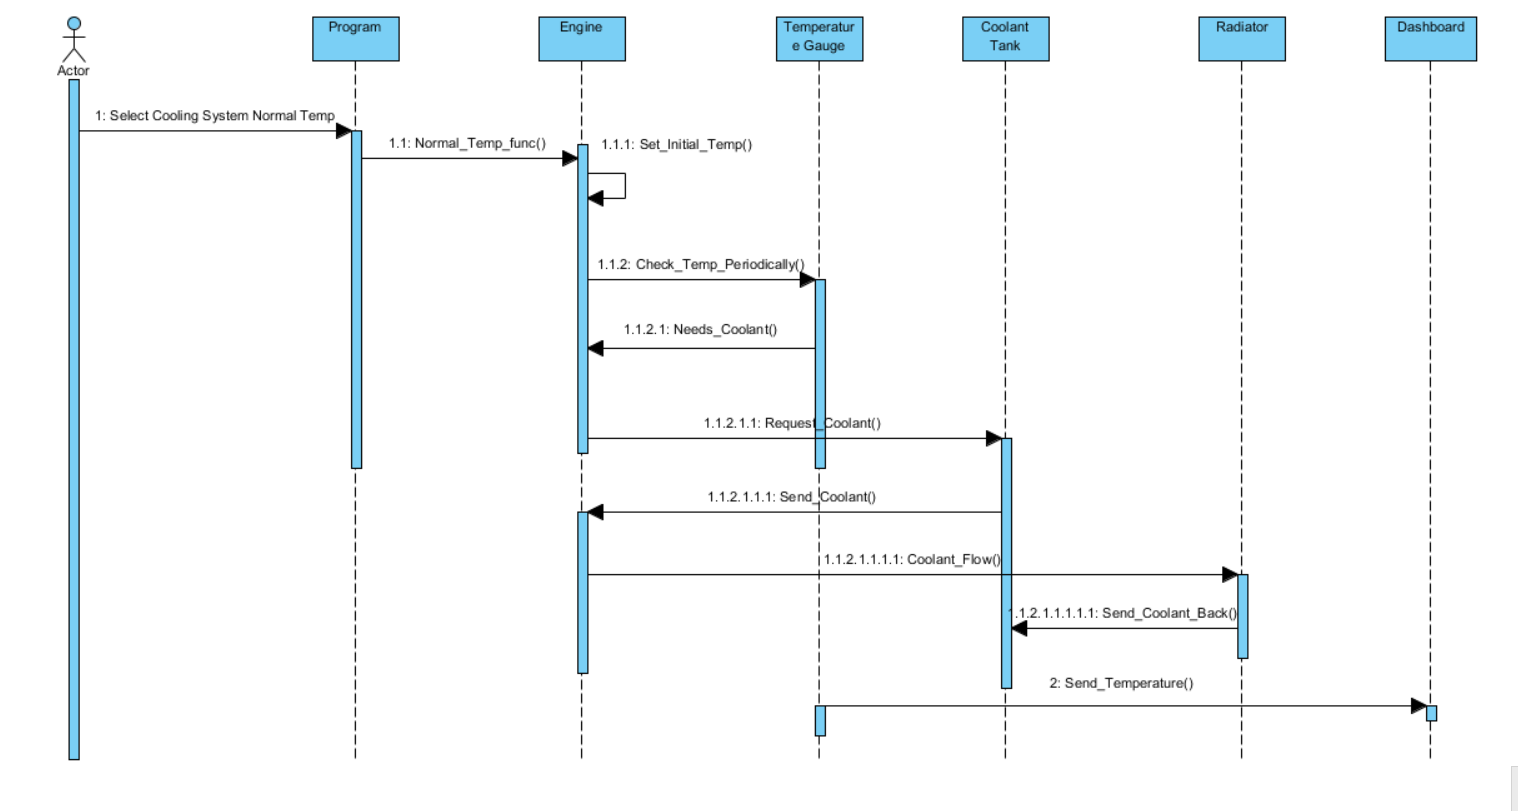 Program
Engine
Temperatur
e Gauge
Coolant
Tank
Radiator
Dashboard
Actor
1: Select Cooling System Normal Temp
1.1: Normal_Temp_func()
1.1.1: Set_Initial_Temp()
1.1.2: Check_Temp_Periodically()
1.1.2.1: Needs_Coolant()
1.1.2.1.1: Request_Coolant()
1.1.2.1.1.1: Send_Coolant()
1.1.2.1.1.1.1: Coolant_Flow()
1.1.2.1.1.1.1.1: Send_Coolant_Back()
2: Send_Temperature()